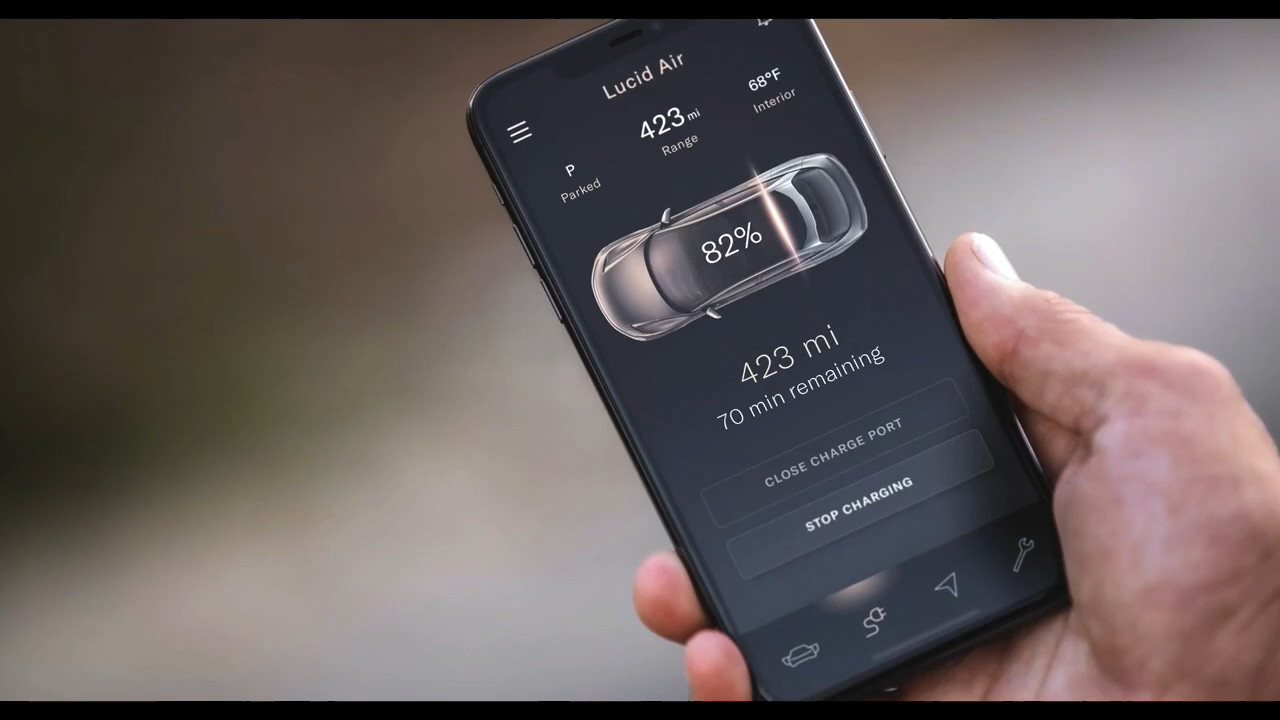 Lucid Air
68°F
Interior
423 mi
Range
P
Parked
82%
423 mi
70 min remaining
CLOSE CHARGE PORT
STOP CHARGING